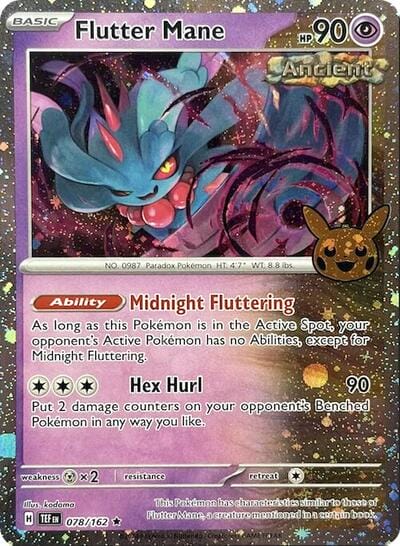 BASIC
Flutter Mane
HP 90
Ancient
NO. 0987 Paradox Pokémon HT: 4'7" WT: 8.8 lbs.
Ability Midnight Fluttering
As long as this Pokémon is in the Active Spot, your
opponent's Active Pokémon has no Abilities, except for
Midnight Fluttering.
Hex Hurl 90
Put 2 damage counters on your opponent's Benched
Pokémon in any way you like.
weakness ×2 resistance retreat
Illus. kodama
H TEF EN 078/162 ★
This Pokémon has characteristics similar to those of
Flutter Mane, a creature mentioned in a certain book.